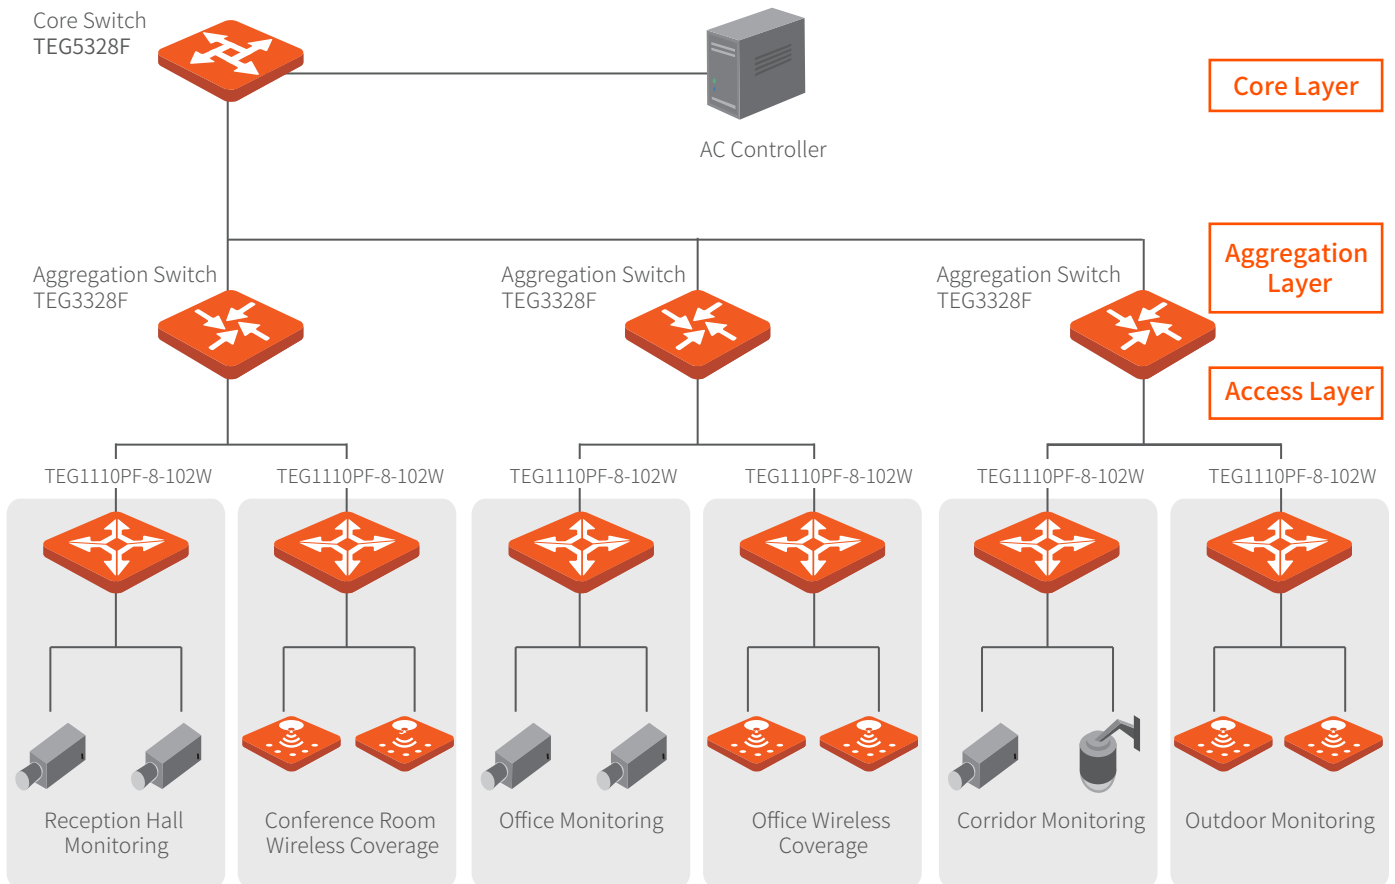 Core Switch
TEG5328F
AC Controller
Core Layer
Aggregation Switch
TEG3328F
Aggregation Switch
TEG3328F
Aggregation Switch
TEG3328F
Aggregation
Layer
Access Layer
TEG1110PF-8-102W
TEG1110PF-8-102W
TEG1110PF-8-102W
TEG1110PF-8-102W
TEG1110PF-8-102W
TEG1110PF-8-102W
Reception Hall
Monitoring
Conference Room
Wireless Coverage
Office Monitoring
Office Wireless
Coverage
Corridor Monitoring
Outdoor Monitoring